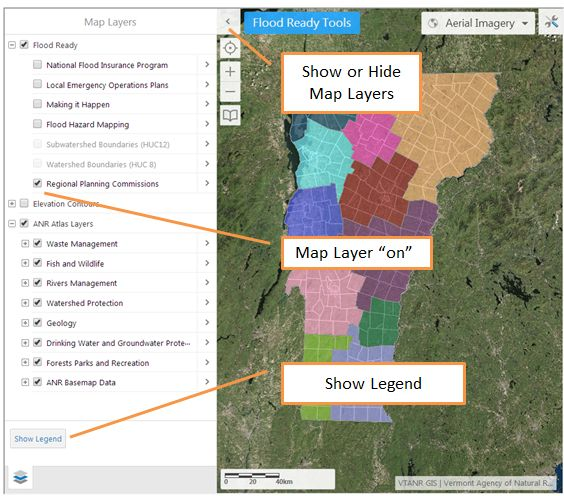 Map Layers
Flood Ready
National Flood Insurance Program
Local Emergency Operations Plans
Making it Happen
Flood Hazard Mapping
Subwatershed Boundaries (HUC12)
Watershed Boundaries (HUC 8)
Regional Planning Commissions
Elevation Contours
ANR Atlas Layers
Waste Management
Fish and Wildlife
Rivers Management
Watershed Protection
Geology
Drinking Water and Groundwater Prote···
Forests Parks and Recreation
ANR Basemap Data
Show Legend
Flood Ready Tools
Aerial Imagery
Show or Hide
Map Layers
Map Layer “on”
Show Legend
0 20 40km
VTANR GIS | Vermont Agency of Natural R...